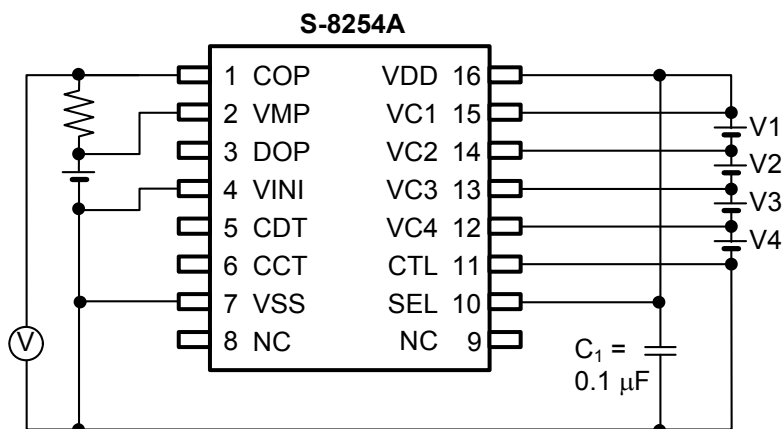 S-8254A
1 COP
2 VMP
3 DOP
4 VINI
5 CDT
6 CCT
7 VSS
8 NC
VDD 16
VC1 15
VC2 14
VC3 13
VC4 12
CTL 11
SEL 10
NC 9
V1
V2
V3
V4
V
C₁ =
0.1 μF